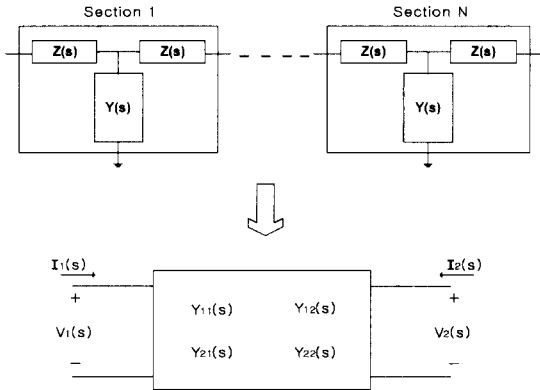 Section 1 Section N
Z(s) Z(s) Z(s) Z(s)
Y(s) Y(s)
I₁(s) I₂(s)
+ +
Y₁₁(s) Y₁₂(s)
V₁(s) V₂(s)
Y₂₁(s) Y₂₂(s)
− −